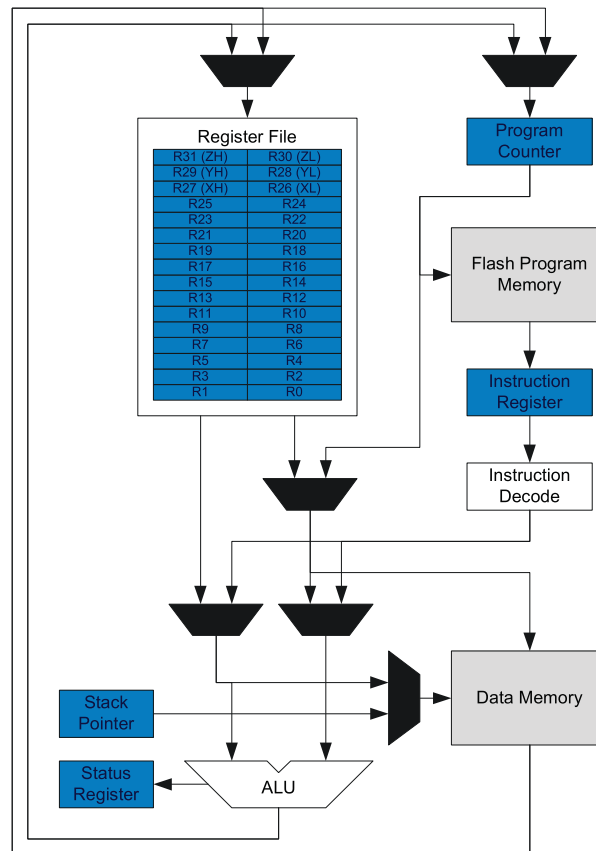 Register File
R31 (ZH) R30 (ZL)
R29 (YH) R28 (YL)
R27 (XH) R26 (XL)
R25 R24
R23 R22
R21 R20
R19 R18
R17 R16
R15 R14
R13 R12
R11 R10
R9 R8
R7 R6
R5 R4
R3 R2
R1 R0
Program
Counter
Flash Program
Memory
Instruction
Register
Instruction
Decode
Stack
Pointer
Data Memory
Status
Register
ALU